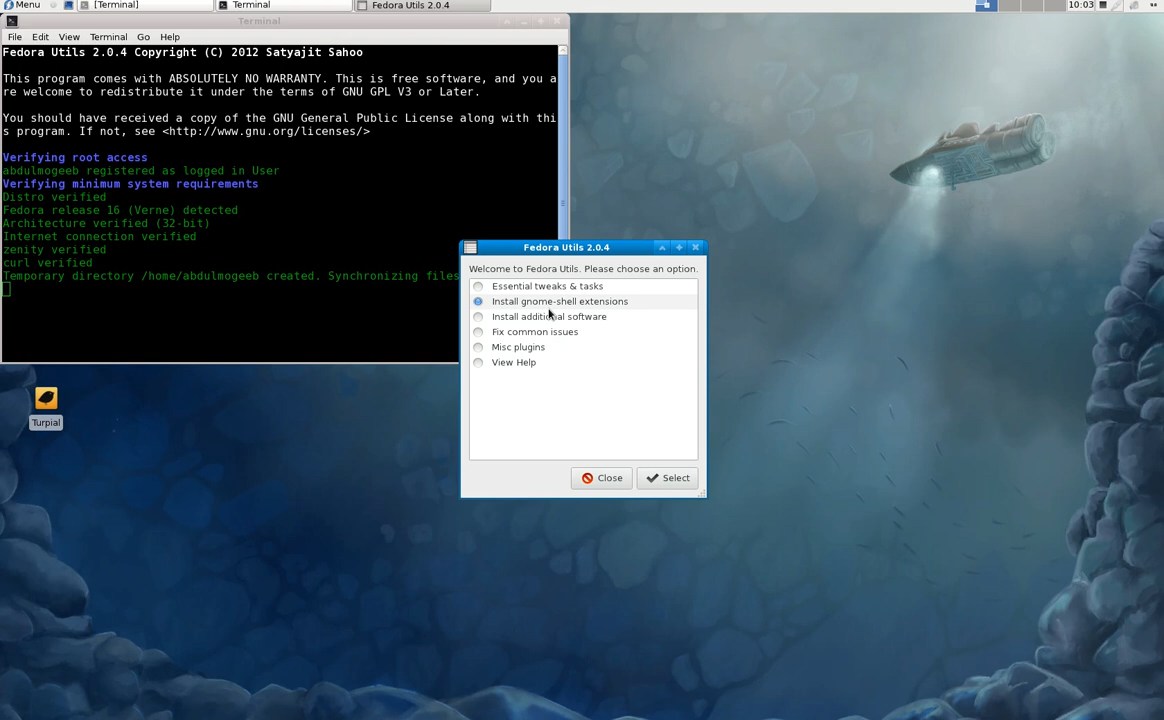 Menu
[Terminal]
Terminal
Fedora Utils 2.0.4
10:03
Terminal
File Edit View Terminal Go Help
Fedora Utils 2.0.4 Copyright (C) 2012 Satyajit Sahoo
This program comes with ABSOLUTELY NO WARRANTY. This is free software, and you a
re welcome to redistribute it under the terms of GNU GPL V3 or Later.
You should have received a copy of the GNU General Public License along with thi
s program. If not, see <http://www.gnu.org/licenses/>
Verifying root access
abdulmogeeb registered as logged in User
Verifying minimum system requirements
Distro verified
Fedora release 16 (Verne) detected
Architecture verified (32-bit)
Internet connection verified
zenity verified
curl verified
Temporary directory /home/abdulmogeeb created. Synchronizing files
Fedora Utils 2.0.4
Welcome to Fedora Utils. Please choose an option.
Essential tweaks & tasks
Install gnome-shell extensions
Install additional software
Fix common issues
Misc plugins
View Help
Close
Select
Turpial